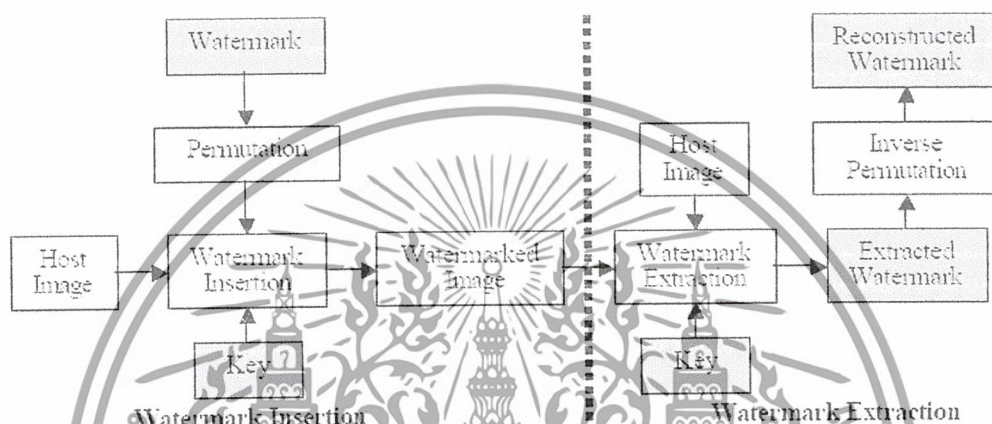 Watermark
Permutation
Host
Image
Watermark
Insertion
Watermarked
Image
Key
Watermark Insertion
Reconstructed
Watermark
Host
Image
Inverse
Permutation
Watermark
Extraction
Extracted
Watermark
Key
Watermark Extraction